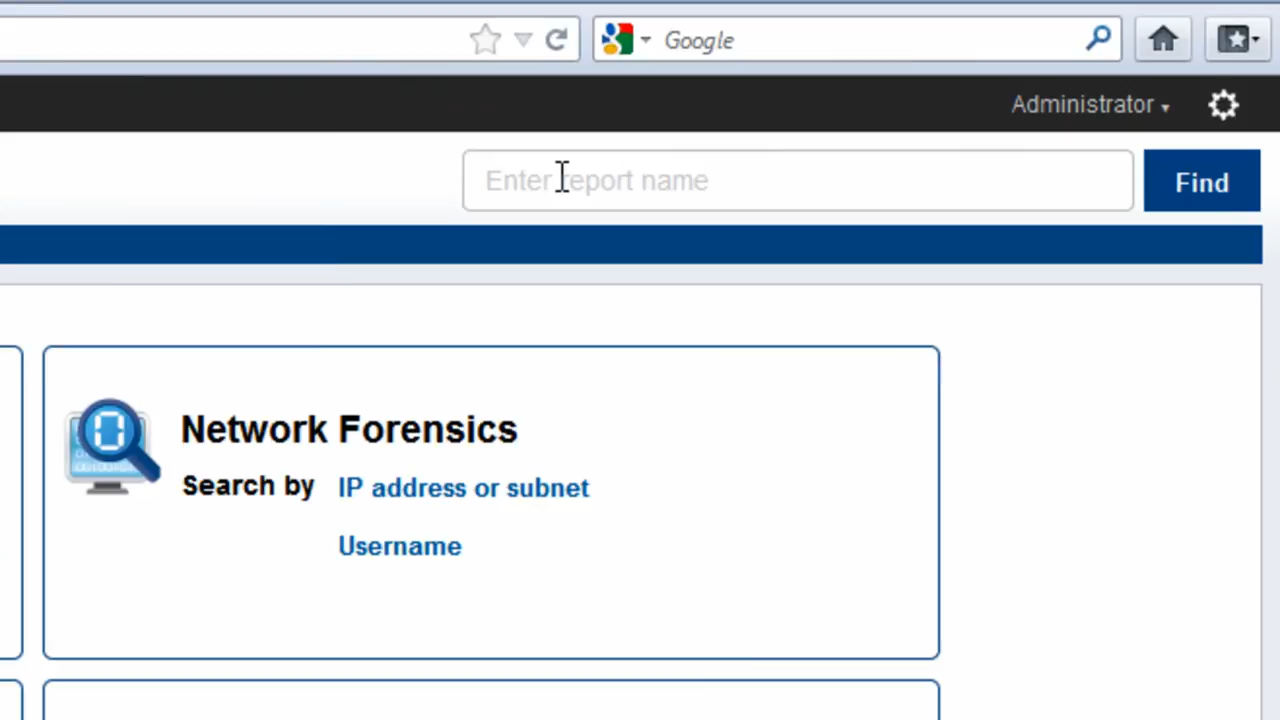 Google
Administrator
Enter report name
Find
Network Forensics
Search by IP address or subnet
Username